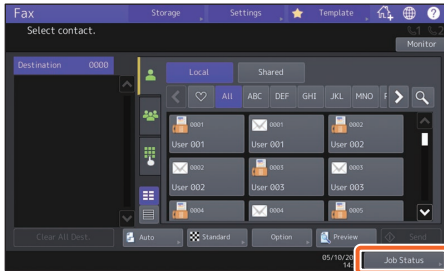 Fax Storage Settings Template ?
Select contact.
Monitor
Destination 0000
Local Shared
All ABC DEF GHI JKL MNO
0001 0001 0002
User 001 User 001 User 002
0002 0003 0003
User 002 User 003 User 003
0004 0004 0005
Clear All Dest. Auto Standard Option Preview Send
05/10/20 Job Status
14: